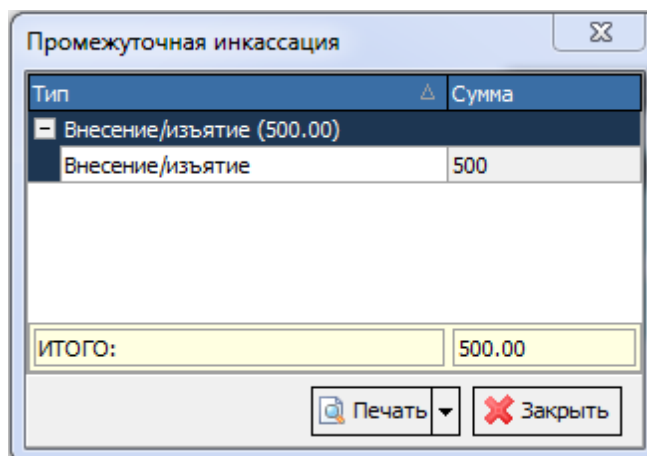 Промежуточная инкассация
Тип Сумма
Внесение/изъятие (500.00)
Внесение/изъятие 500
ИТОГО: 500.00
Печать Закрыть